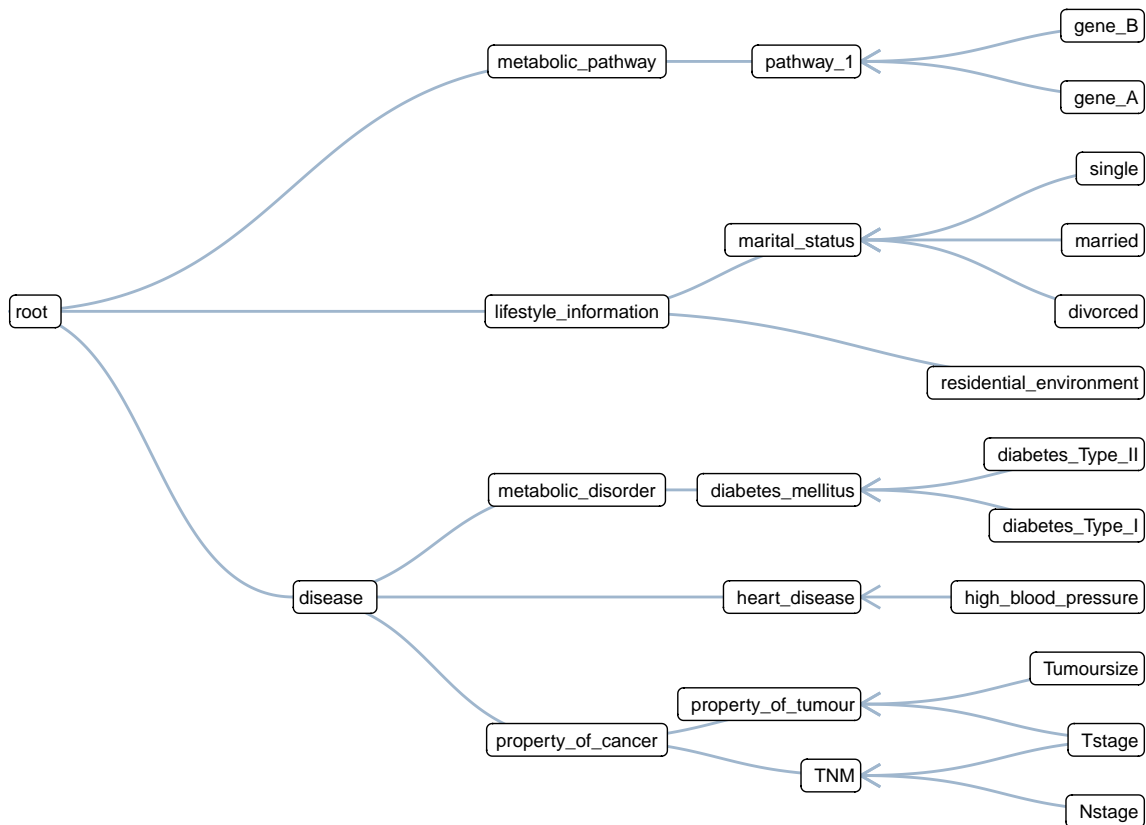 gene_B
metabolic_pathway
pathway_1
gene_A
single
marital_status
married
root
lifestyle_information
divorced
residential_environment
diabetes_Type_II
metabolic_disorder
diabetes_mellitus
diabetes_Type_I
disease
heart_disease
high_blood_pressure
Tumoursize
property_of_tumour
property_of_cancer
Tstage
TNM
Nstage